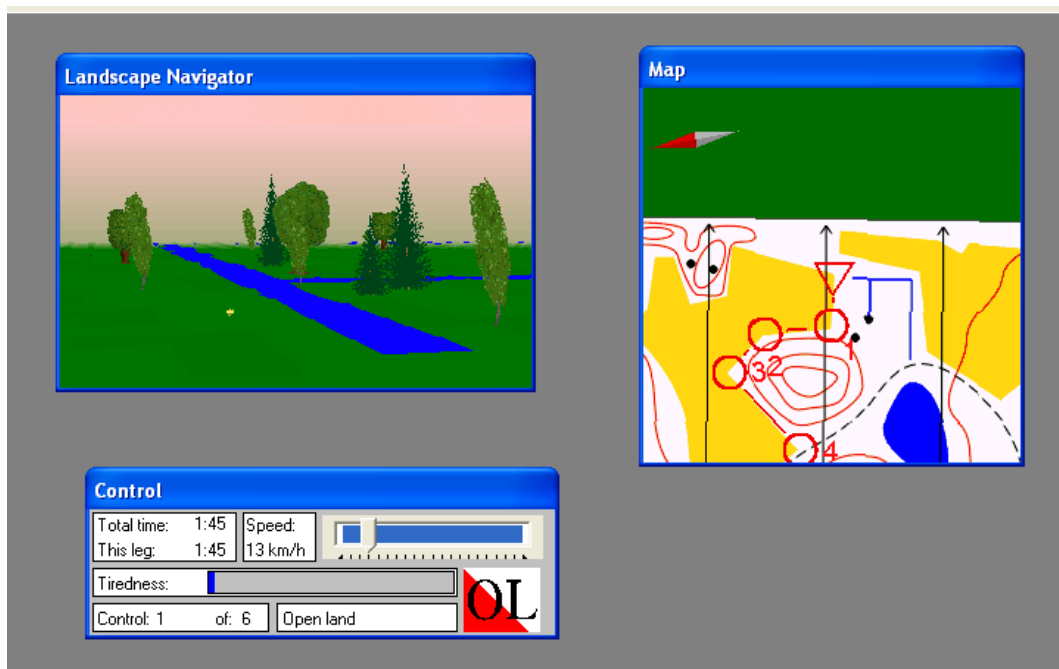 Landscape Navigator
Map
1
32
4
Control
Total time: 1:45
This leg: 1:45
Speed:
13 km/h
Tiredness:
Control: 1 of: 6
Open land
OL